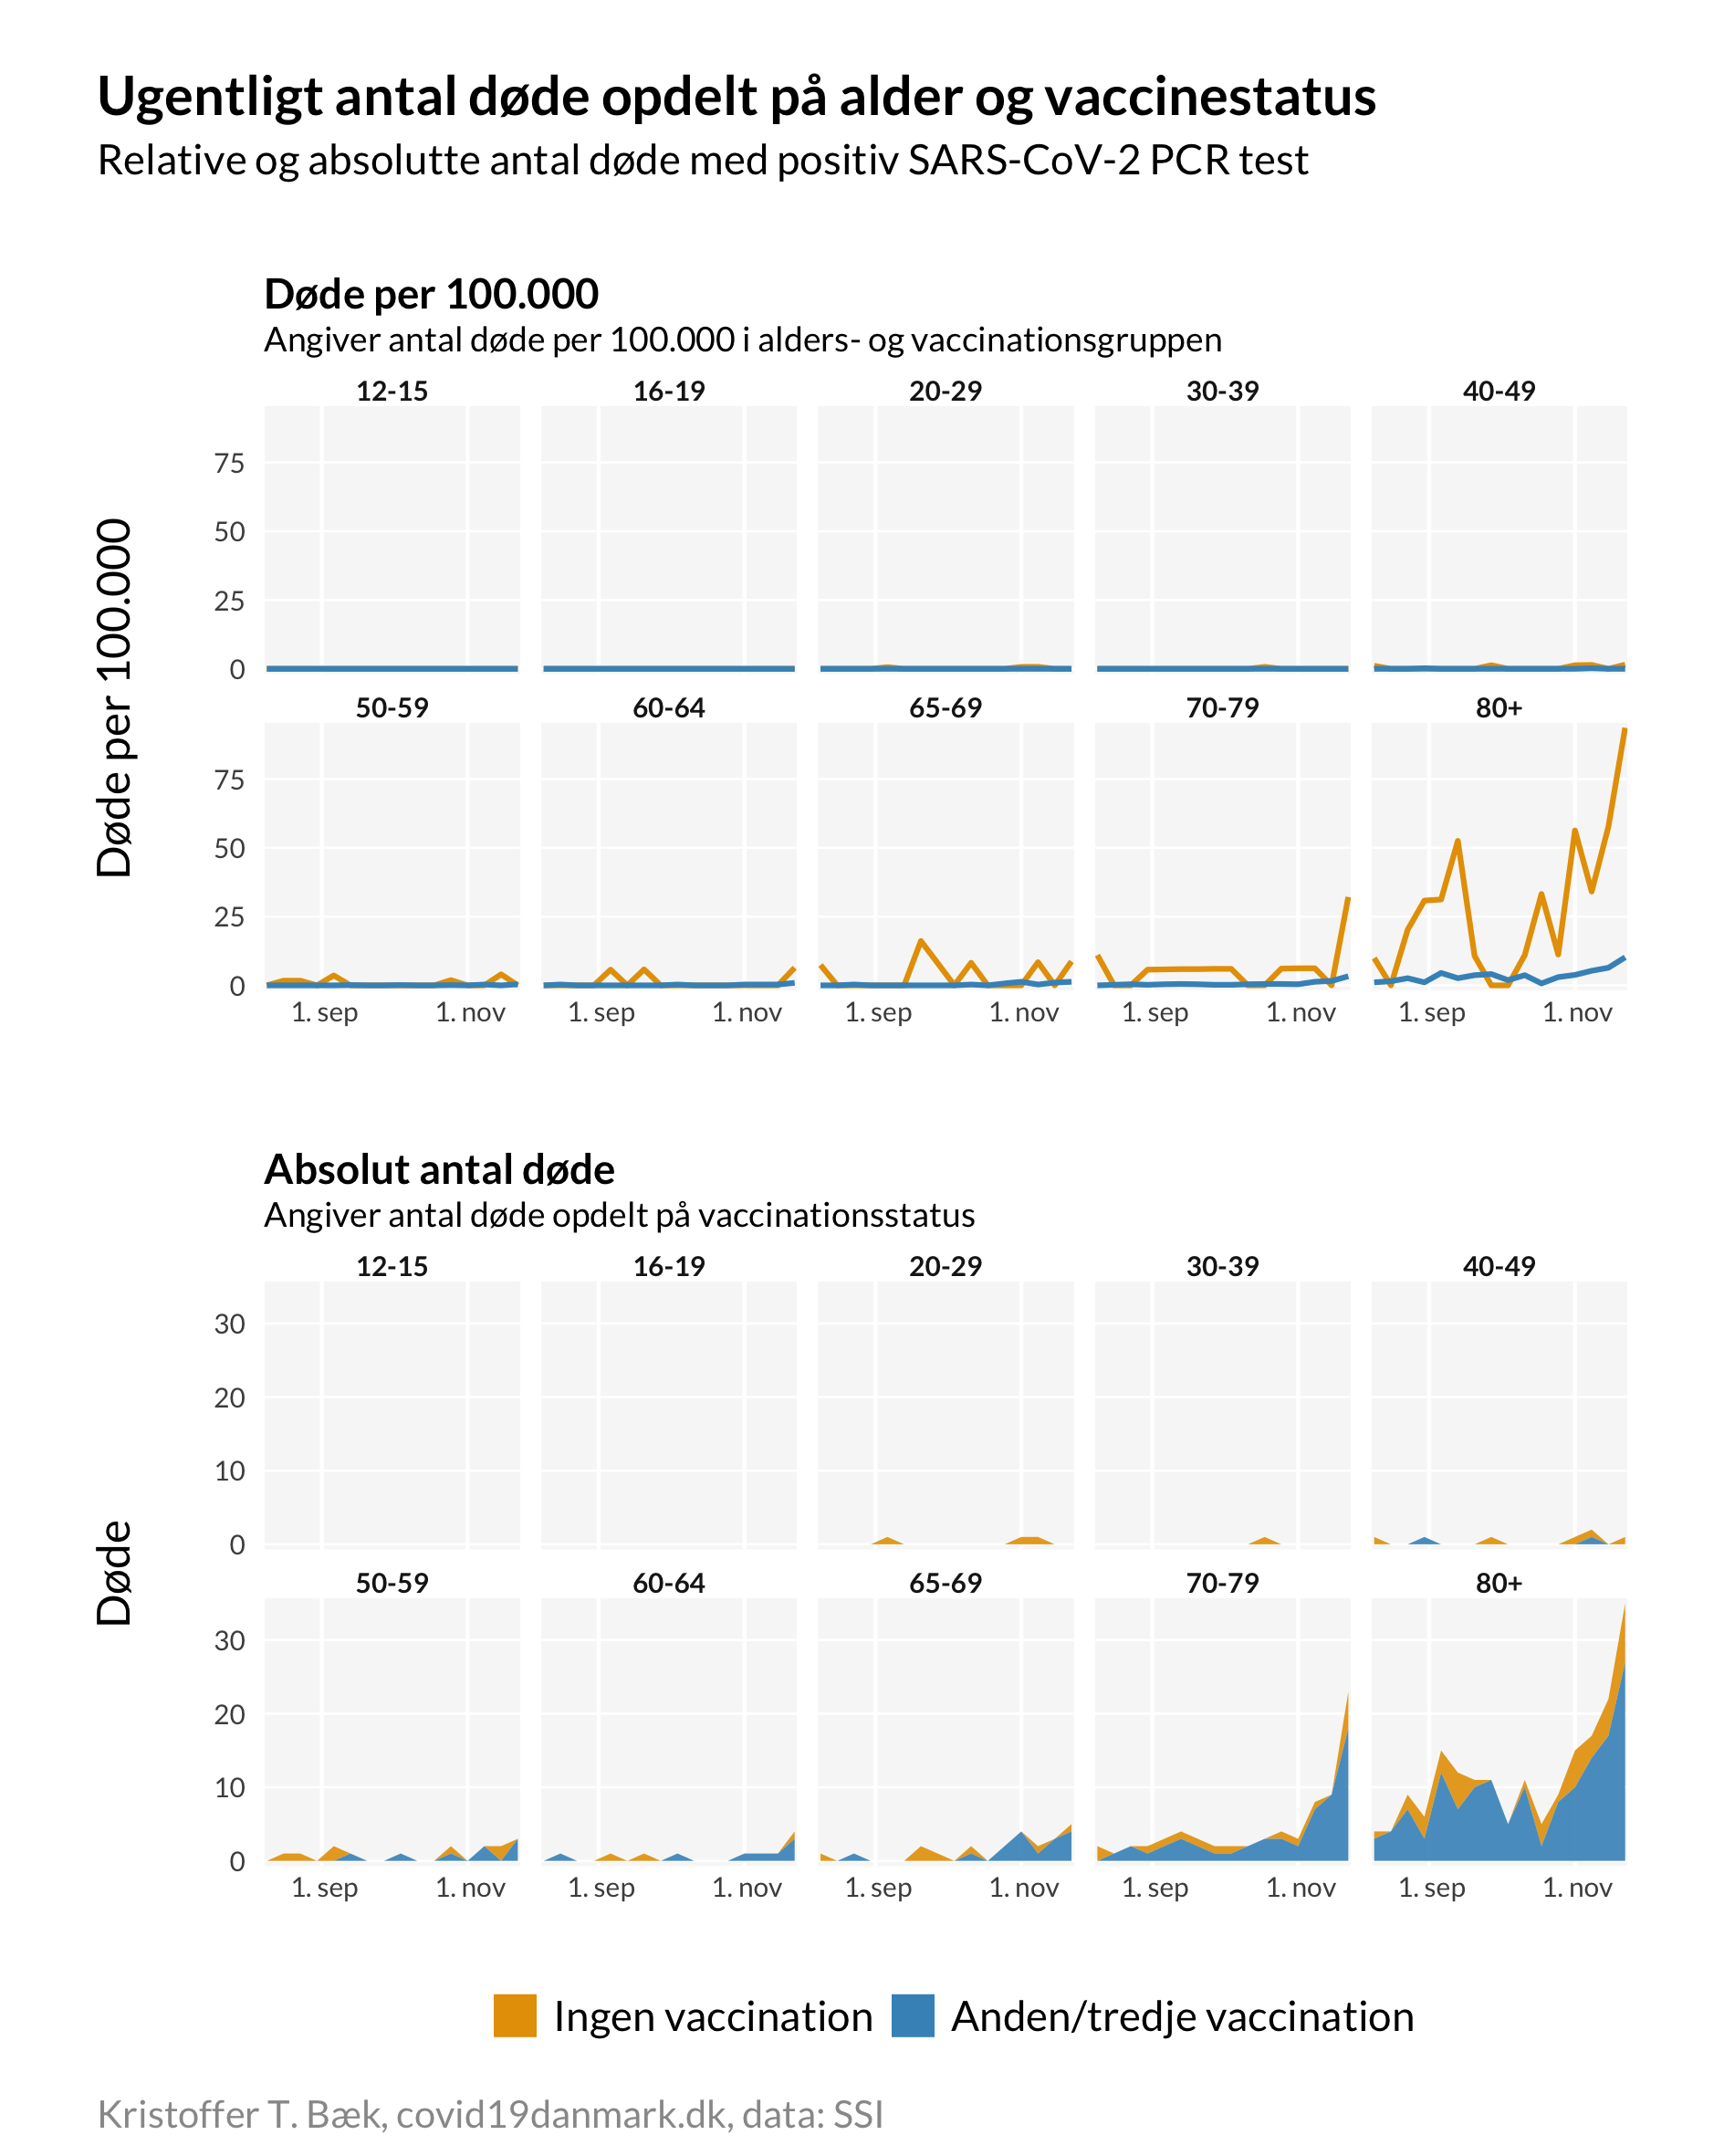 Ugentligt antal døde opdelt på alder og vaccinestatus
Relative og absolutte antal døde med positiv SARS-CoV-2 PCR test
Døde per 100.000
Angiver antal døde per 100.000 i alders- og vaccinationsgruppen
12-15 16-19 20-29 30-39 40-49
75
50
25
0
Døde per 100.000
50-59 60-64 65-69 70-79 80+
75
50
25
0
1. sep 1. nov 1. sep 1. nov 1. sep 1. nov 1. sep 1. nov 1. sep 1. nov
Absolut antal døde
Angiver antal døde opdelt på vaccinationsstatus
12-15 16-19 20-29 30-39 40-49
30
20
10
0
Døde
50-59 60-64 65-69 70-79 80+
30
20
10
0
1. sep 1. nov 1. sep 1. nov 1. sep 1. nov 1. sep 1. nov 1. sep 1. nov
Ingen vaccination Anden/tredje vaccination
Kristoffer T. Bæk, covid19danmark.dk, data: SSI